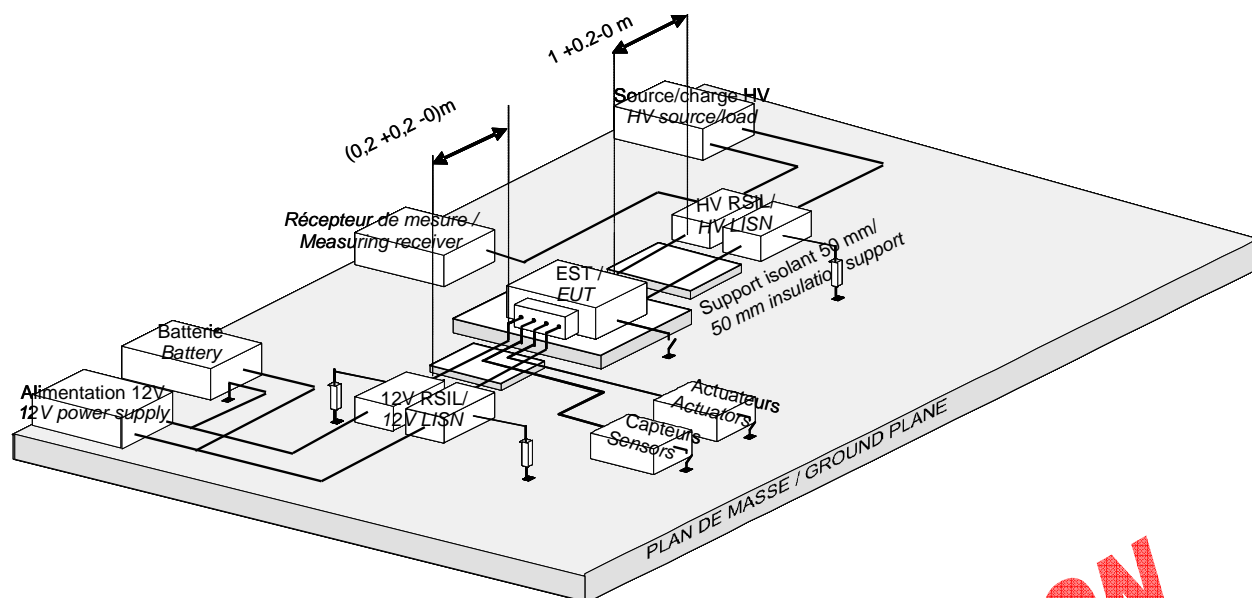 1 +0.2-0 m
(0,2 +0,2 -0)m
Source/charge HV
HV source/load
Récepteur de mesure /
Measuring receiver
HV RSIL/
HV LISN
Support isolant 50 mm/
50 mm insulation support
EST /
EUT
Batterie
Battery
Alimentation 12V
12V power supply
12V RSIL/
12V LISN
Actuateurs
Actuators
Capteurs
Sensors
PLAN DE MASSE / GROUND PLANE
ON